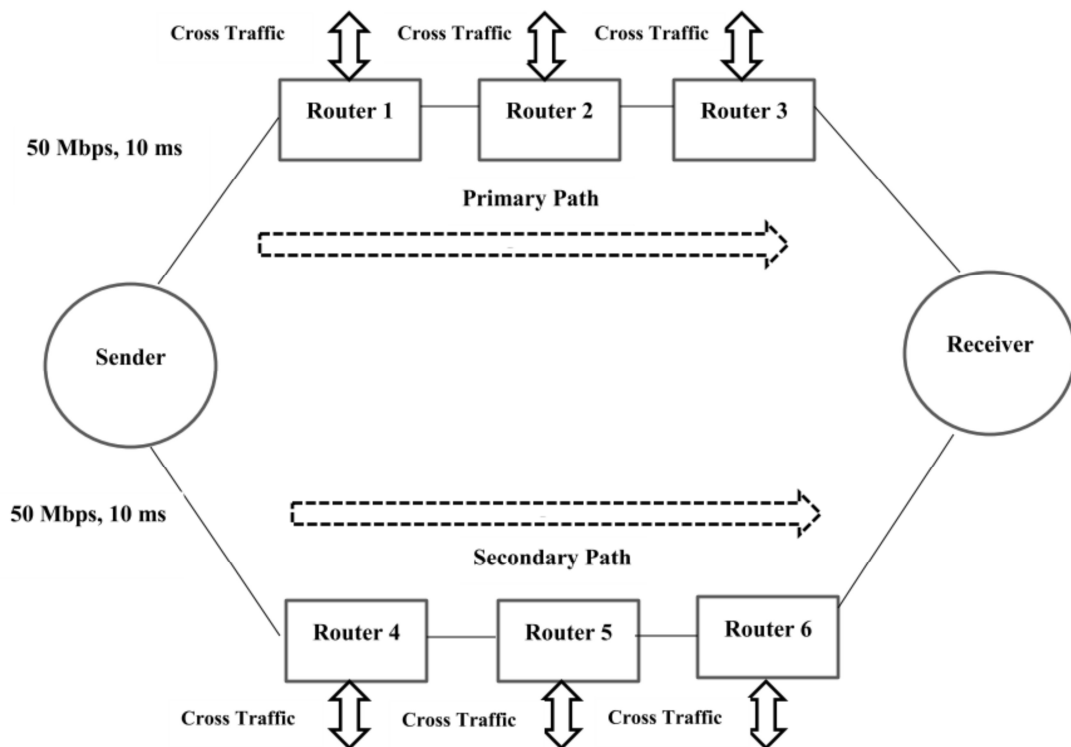 Cross Traffic
Cross Traffic
Cross Traffic
Router 1
Router 2
Router 3
50 Mbps, 10 ms
Primary Path
Sender
Receiver
50 Mbps, 10 ms
Secondary Path
Router 4
Router 5
Router 6
Cross Traffic
Cross Traffic
Cross Traffic